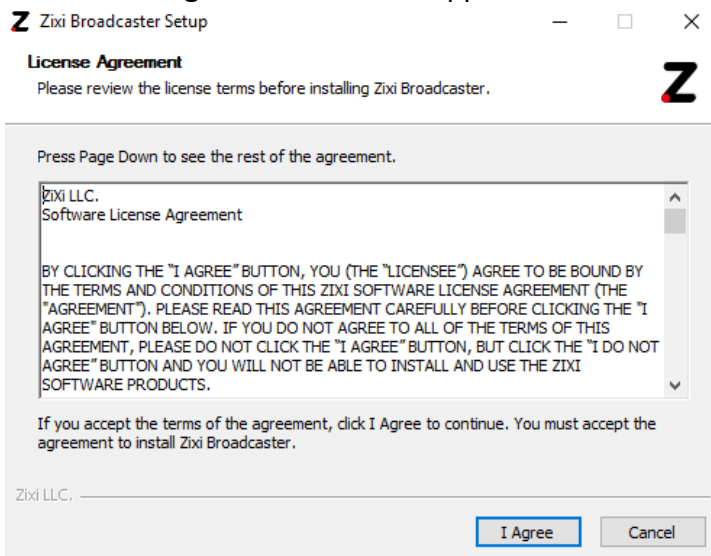 Z Zixi Broadcaster Setup
License Agreement
Please review the license terms before installing Zixi Broadcaster.
Z
Press Page Down to see the rest of the agreement.
ZiXi LLC.
Software License Agreement
BY CLICKING THE "I AGREE" BUTTON, YOU (THE "LICENSEE") AGREE TO BE BOUND BY
THE TERMS AND CONDITIONS OF THIS ZIXI SOFTWARE LICENSE AGREEMENT (THE
"AGREEMENT"). PLEASE READ THIS AGREEMENT CAREFULLY BEFORE CLICKING THE "I
AGREE" BUTTON BELOW. IF YOU DO NOT AGREE TO ALL OF THE TERMS OF THIS
AGREEMENT, PLEASE DO NOT CLICK THE "I AGREE" BUTTON, BUT CLICK THE "I DO NOT
AGREE" BUTTON AND YOU WILL NOT BE ABLE TO INSTALL AND USE THE ZIXI
SOFTWARE PRODUCTS.
If you accept the terms of the agreement, click I Agree to continue. You must accept the
agreement to install Zixi Broadcaster.
Zixi LLC.
I Agree
Cancel